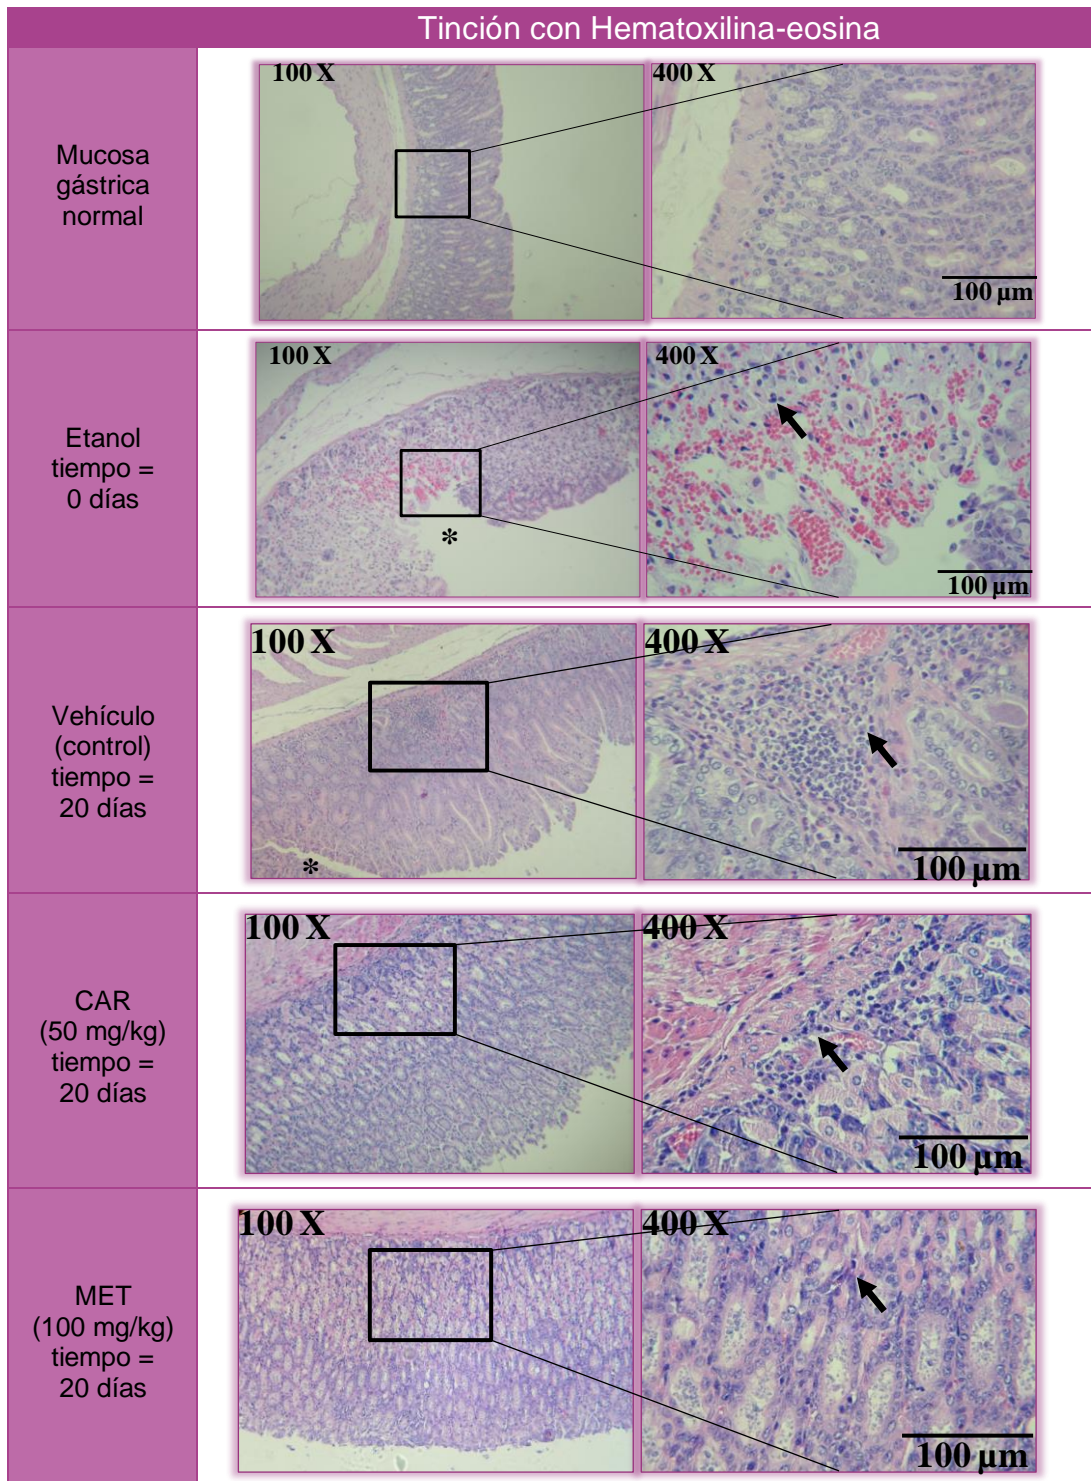 Tinción con Hematoxilina-eosina
Mucosa
gástrica
normal
100 X
400 X
100 µm
Etanol
tiempo =
0 días
100 X
400 X
*
100 µm
Vehículo
(control)
tiempo =
20 días
100 X
400 X
*
100 µm
CAR
(50 mg/kg)
tiempo =
20 días
100 X
400 X
100 µm
MET
(100 mg/kg)
tiempo =
20 días
100 X
400 X
100 µm